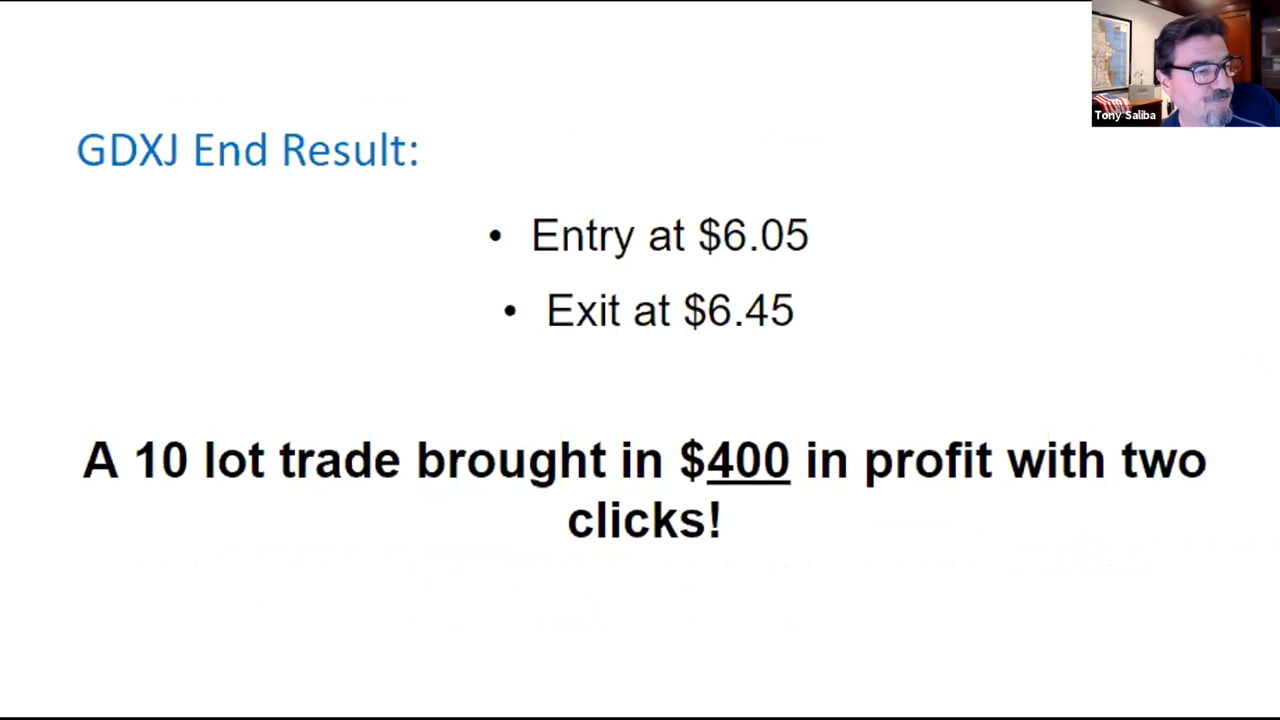 Tony Saliba
GDXJ End Result:
• Entry at $6.05
• Exit at $6.45
A 10 lot trade brought in $400 in profit with two
clicks!